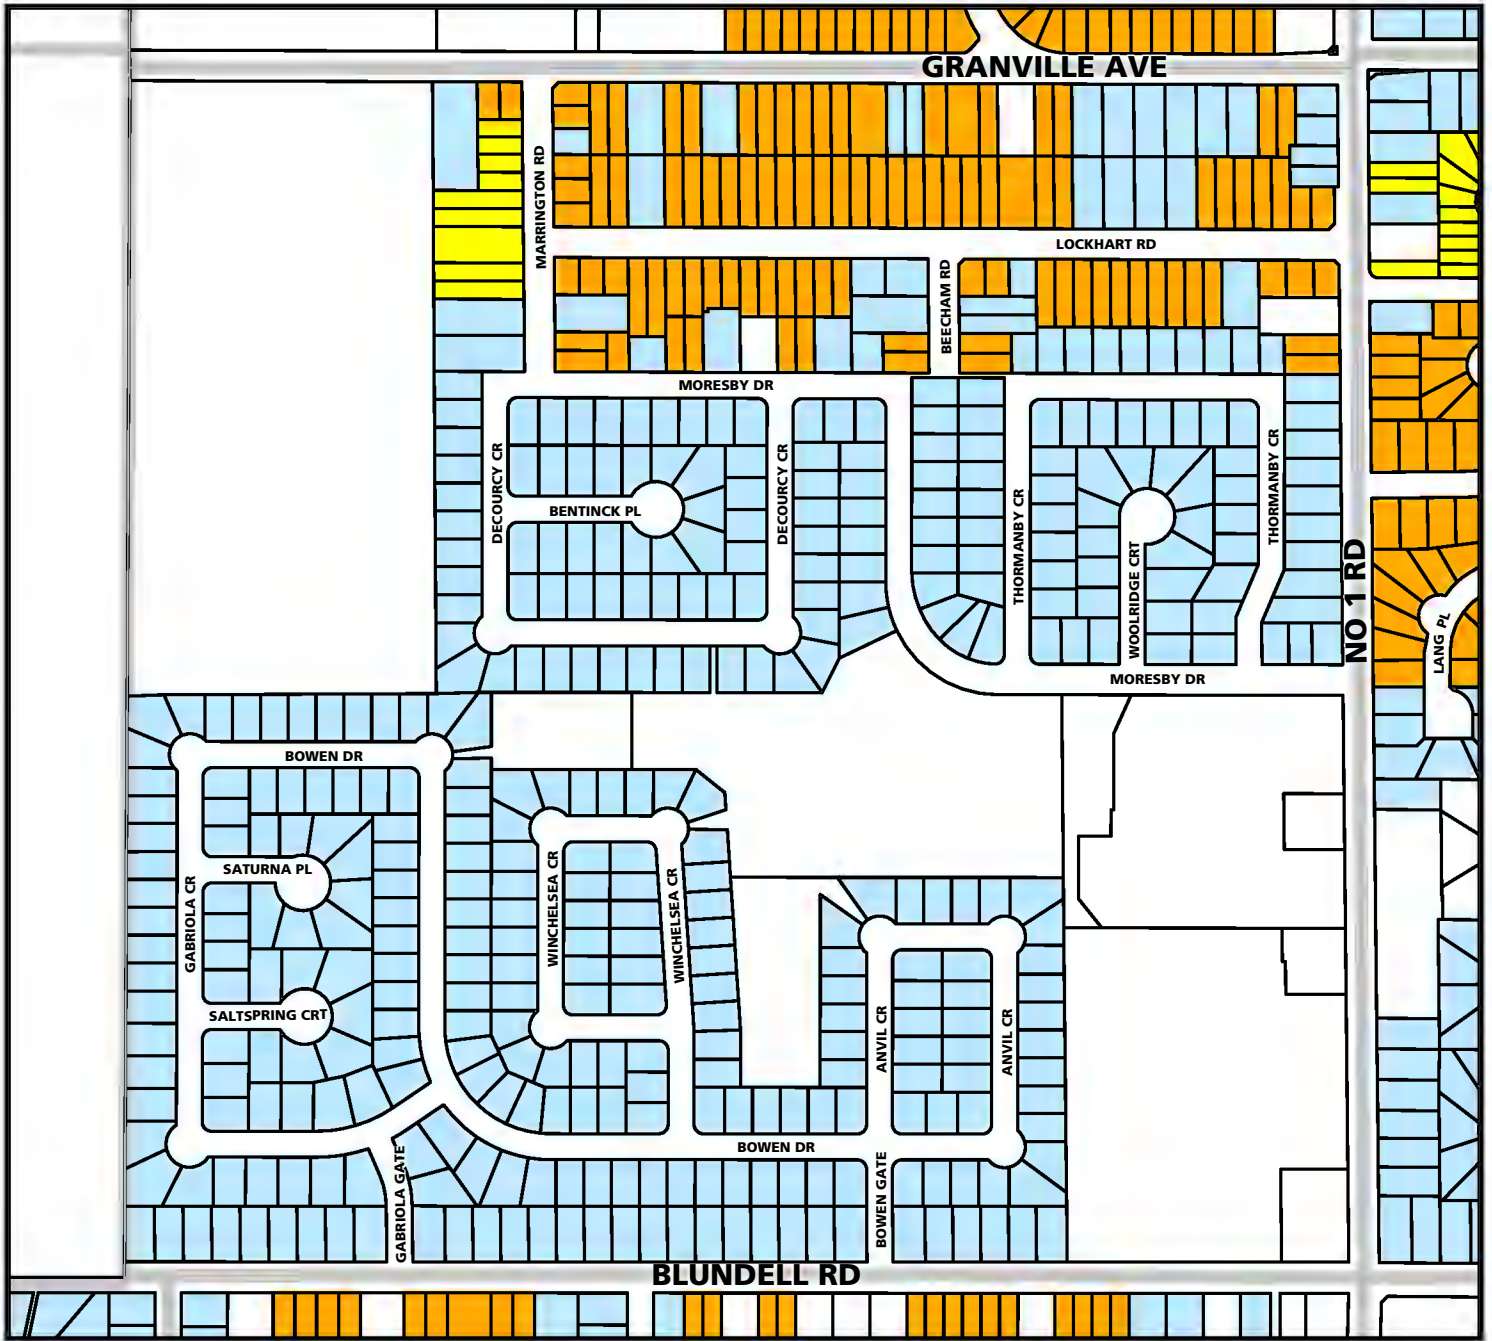 GRANVILLE AVE
MARRINGTON RD
LOCKHART RD
BEECHAM RD
MORESBY DR
DECOURCY CR
DECOURCY CR
BENTINCK PL
THORMANBY CR
THORMANBY CR
WOOLRIDGE CRT
NO 1 RD
LANG PL
MORESBY DR
BOWEN DR
SATURNA PL
GABRIOLA CR
WINCHELSEA CR
WINCHELSEA CR
SALTSPRING CRT
ANVIL CR
ANVIL CR
BOWEN DR
GABRIOLA GATE
BOWEN GATE
BLUNDELL RD